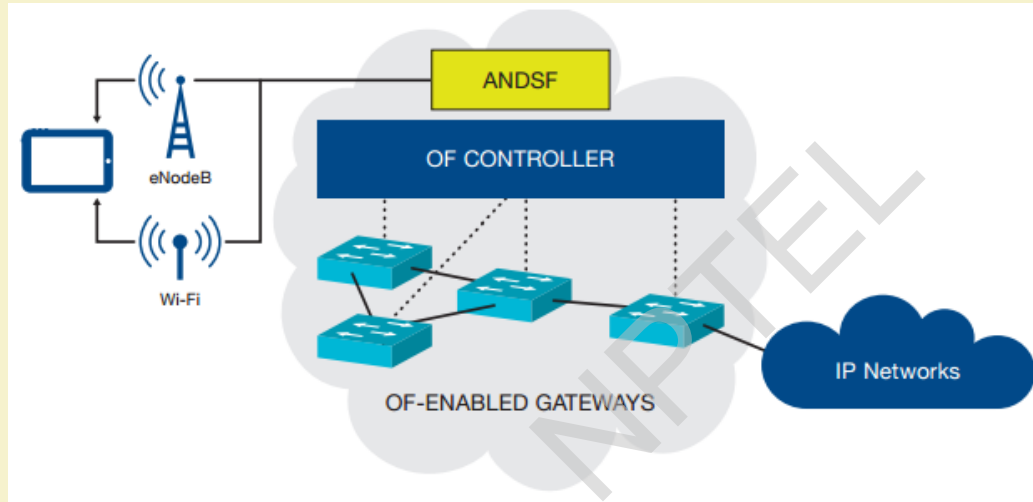 ANDSF
OF CONTROLLER
eNodeB
Wi-Fi
IP Networks
OF-ENABLED GATEWAYS
NPTEL